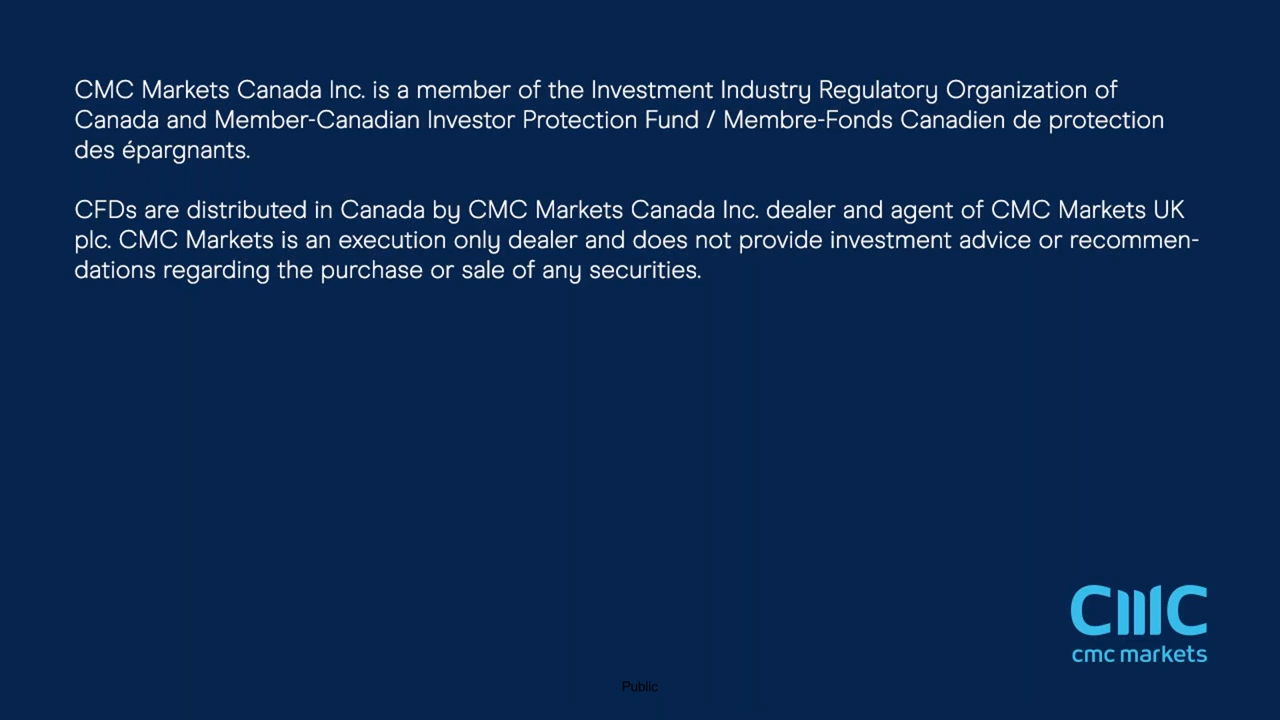 CMC Markets Canada Inc. is a member of the Investment Industry Regulatory Organization of
Canada and Member-Canadian Investor Protection Fund / Membre-Fonds Canadien de protection
des épargnants.
CFDs are distributed in Canada by CMC Markets Canada Inc. dealer and agent of CMC Markets UK
plc. CMC Markets is an execution only dealer and does not provide investment advice or recommen-
dations regarding the purchase or sale of any securities.
CMC
cmc markets
Public